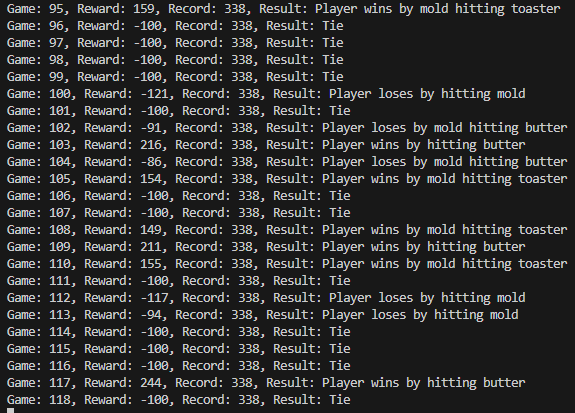 Game: 95, Reward: 159, Record: 338, Result: Player wins by mold hitting toaster
Game: 96, Reward: -100, Record: 338, Result: Tie
Game: 97, Reward: -100, Record: 338, Result: Tie
Game: 98, Reward: -100, Record: 338, Result: Tie
Game: 99, Reward: -100, Record: 338, Result: Tie
Game: 100, Reward: -121, Record: 338, Result: Player loses by hitting mold
Game: 101, Reward: -100, Record: 338, Result: Tie
Game: 102, Reward: -91, Record: 338, Result: Player loses by mold hitting butter
Game: 103, Reward: 216, Record: 338, Result: Player wins by hitting butter
Game: 104, Reward: -86, Record: 338, Result: Player loses by mold hitting butter
Game: 105, Reward: 154, Record: 338, Result: Player wins by mold hitting toaster
Game: 106, Reward: -100, Record: 338, Result: Tie
Game: 107, Reward: -100, Record: 338, Result: Tie
Game: 108, Reward: 149, Record: 338, Result: Player wins by mold hitting toaster
Game: 109, Reward: 211, Record: 338, Result: Player wins by hitting butter
Game: 110, Reward: 155, Record: 338, Result: Player wins by mold hitting toaster
Game: 111, Reward: -100, Record: 338, Result: Tie
Game: 112, Reward: -117, Record: 338, Result: Player loses by hitting mold
Game: 113, Reward: -94, Record: 338, Result: Player loses by hitting mold
Game: 114, Reward: -100, Record: 338, Result: Tie
Game: 115, Reward: -100, Record: 338, Result: Tie
Game: 116, Reward: -100, Record: 338, Result: Tie
Game: 117, Reward: 244, Record: 338, Result: Player wins by hitting butter
Game: 118, Reward: -100, Record: 338, Result: Tie